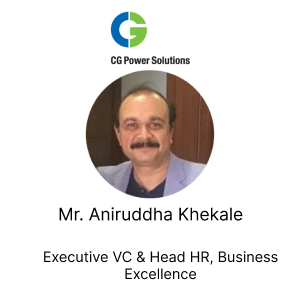 CG Power Solutions
Mr. Aniruddha Khekale
Executive VC & Head HR, Business
Excellence